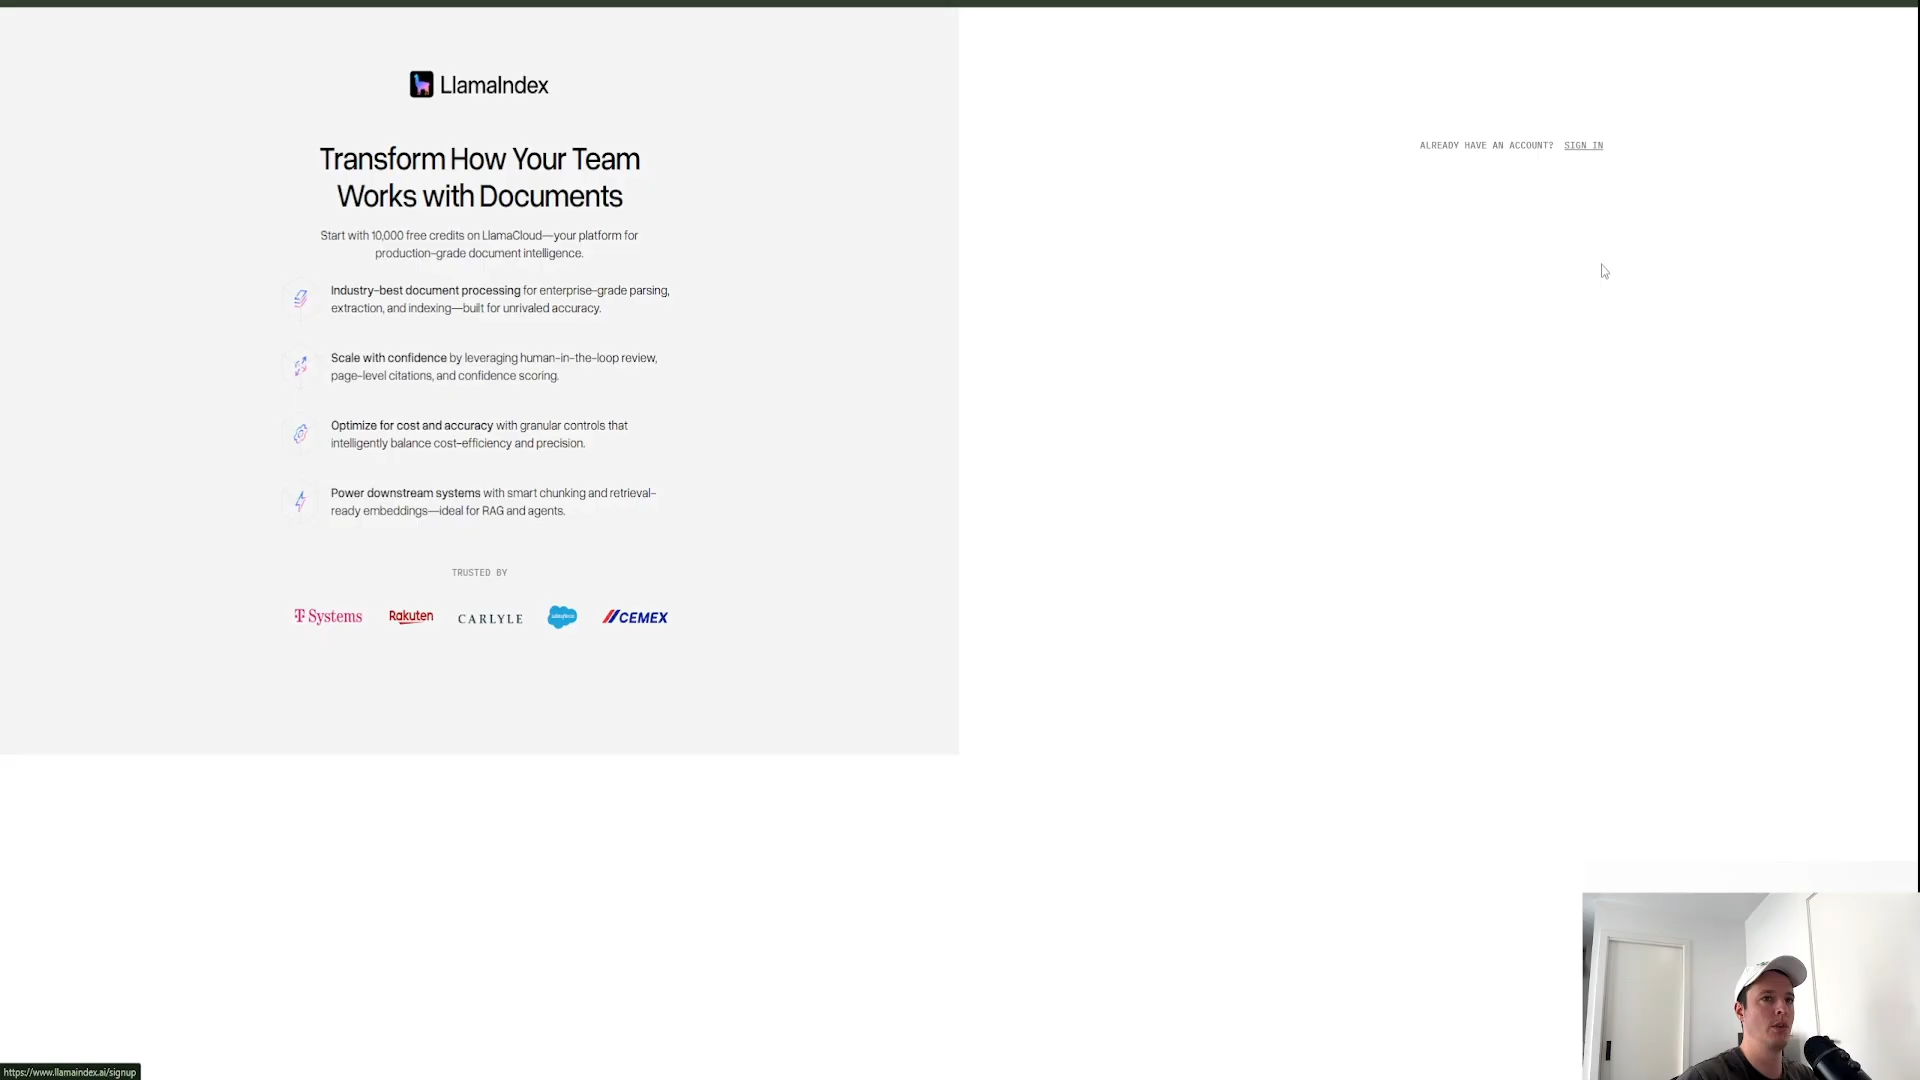 LlamaIndex
Transform How Your Team
Works with Documents
Start with 10,000 free credits on LlamaCloud—your platform for
production-grade document intelligence.
Industry-best document processing for enterprise-grade parsing,
extraction, and indexing—built for unrivaled accuracy.
Scale with confidence by leveraging human-in-the-loop review,
page-level citations, and confidence scoring.
Optimize for cost and accuracy with granular controls that
intelligently balance cost-efficiency and precision.
Power downstream systems with smart chunking and retrieval-
ready embeddings—ideal for RAG and agents.
TRUSTED BY
T Systems Rakuten CARLYLE salesforce CEMEX
ALREADY HAVE AN ACCOUNT? SIGN IN
https://www.llamaindex.ai/signup